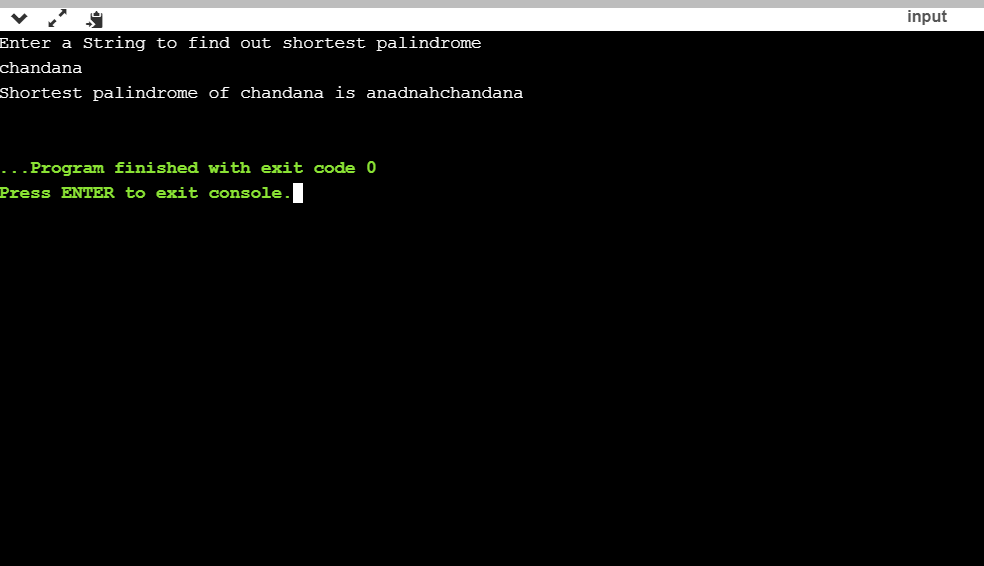 input
Enter a String to find out shortest palindrome
chandana
Shortest palindrome of chandana is anadnahchandana
...Program finished with exit code 0
Press ENTER to exit console.